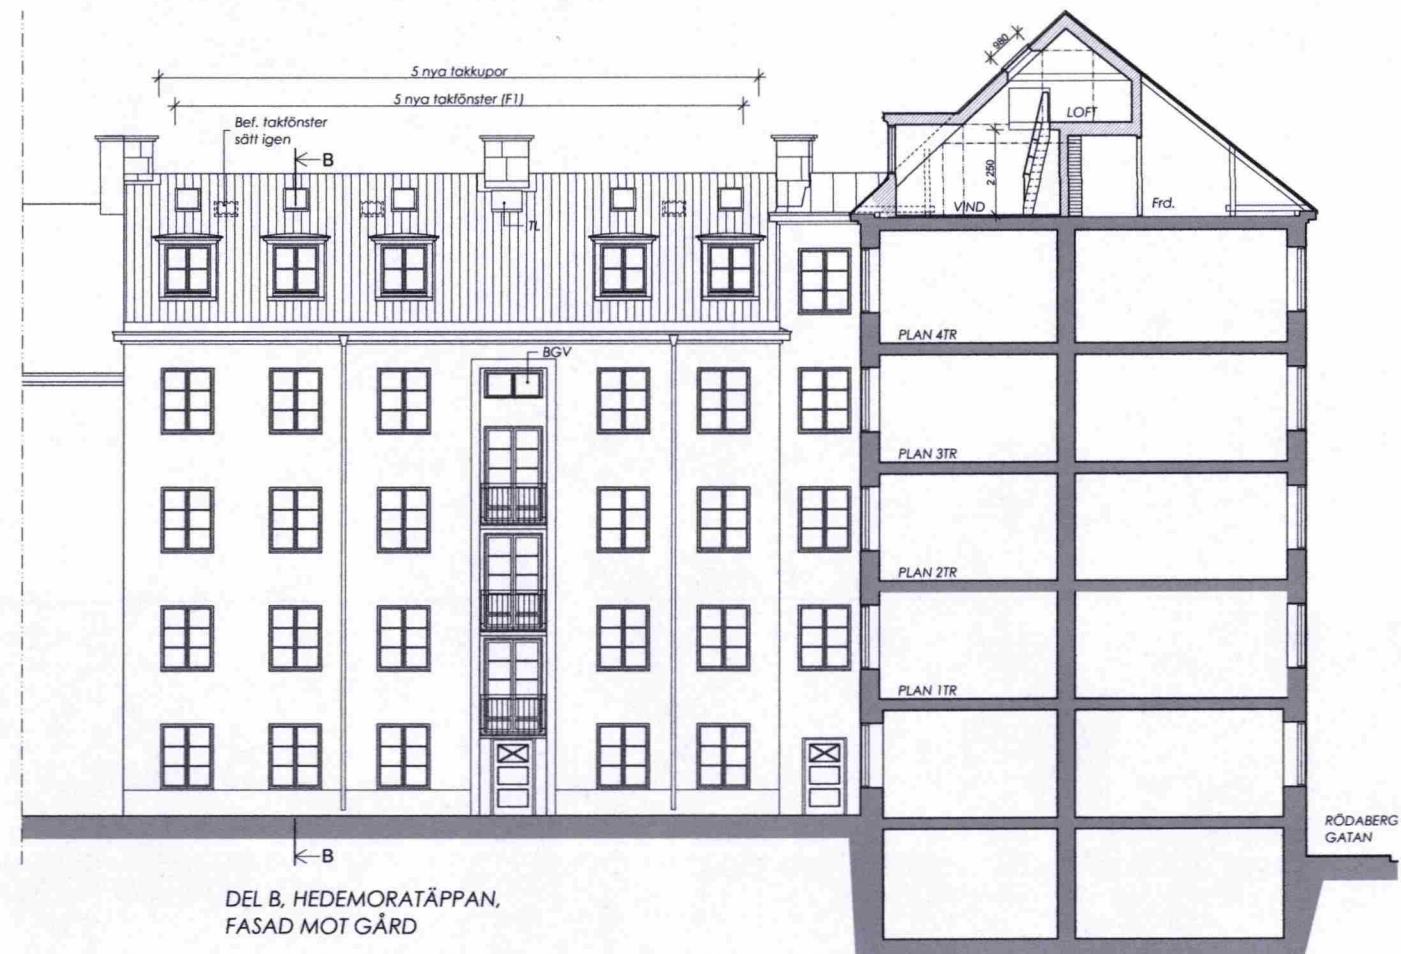 5 nya takkupor
5 nya takfönster (F1)
Bef. takfönster
sätt igen
B
TL
BGV
980
LOFT
2 250
VIND
Frd.
PLAN 4TR
PLAN 3TR
PLAN 2TR
PLAN 1TR
RÖDABERG
GATAN
B
DEL B, HEDEMORATÄPPAN,
FASAD MOT GÅRD